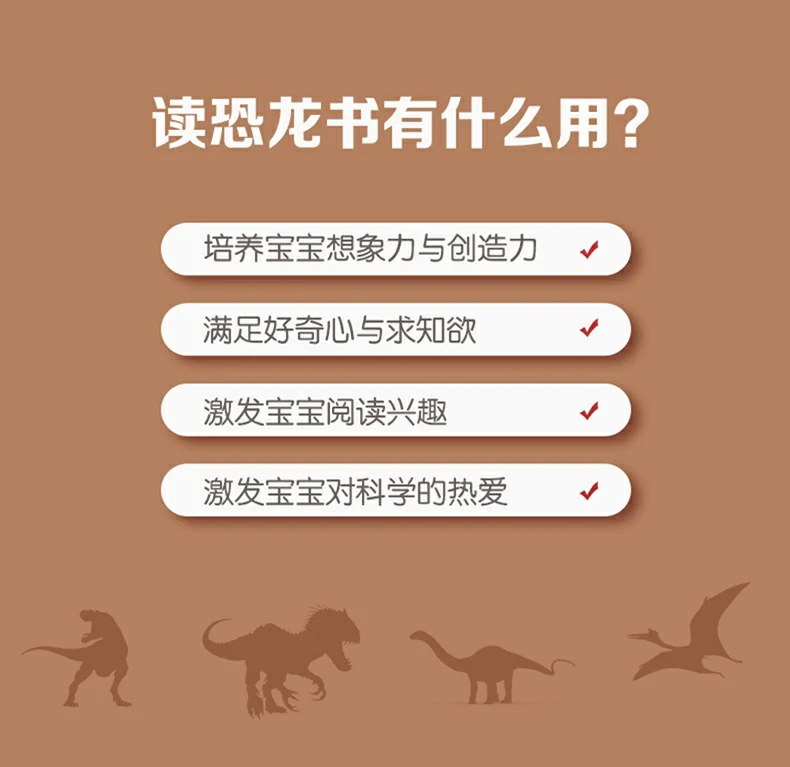 读恐龙书有什么用?
培养宝宝想象力与创造力
满足好奇心与求知欲
激发宝宝阅读兴趣
激发宝宝对科学的热爱